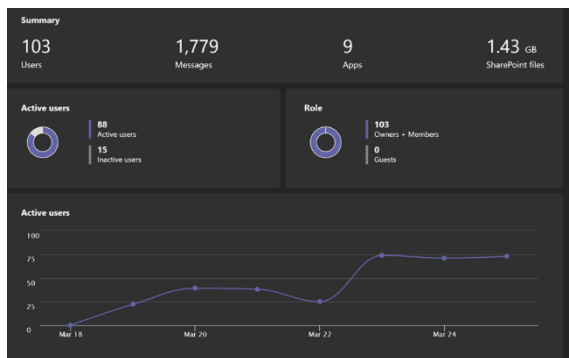 Summary
103
Users
1,779
Messages
9
Apps
1.43 GB
SharePoint files
Active users
88
Active users
15
Inactive users
Role
103
Owners + Members
0
Guests
Active users
100
75
50
25
0
Mar 18
Mar 20
Mar 22
Mar 24